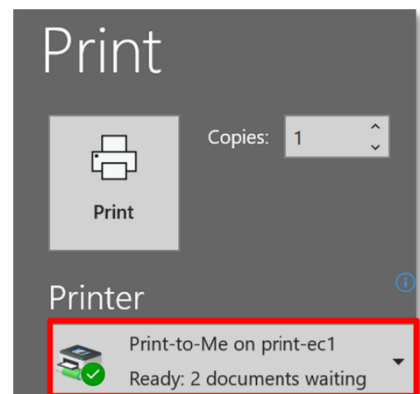 Print
Copies: 1
Print
Printer
Print-to-Me on print-ec1
Ready: 2 documents waiting